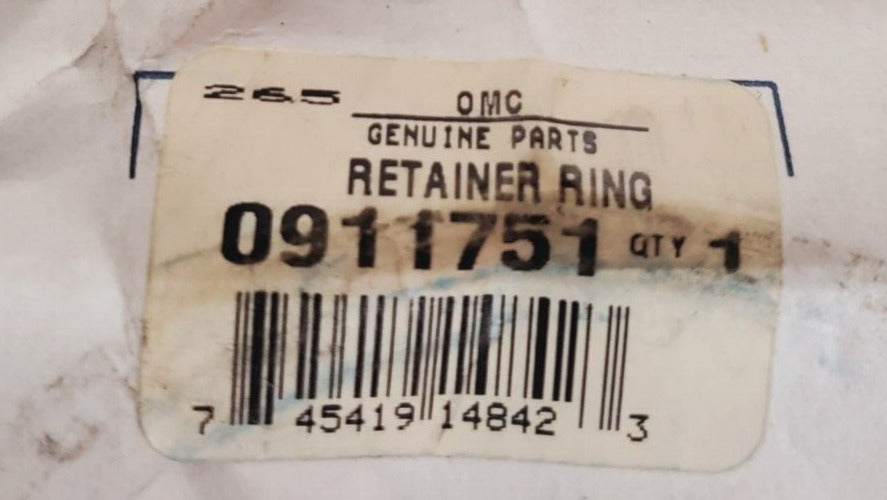 265 OMC
GENUINE PARTS
RETAINER RING
0911751 QTY 1
7 45419 14842 3